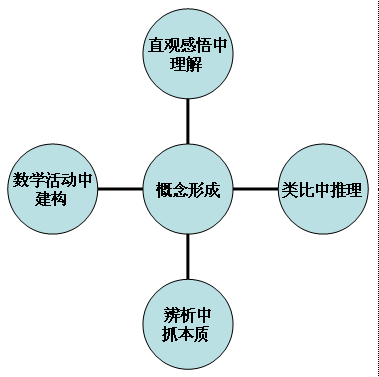 直观感悟中
理解
数学活动中
建构
概念形成
类比中推理
辨析中
抓本质